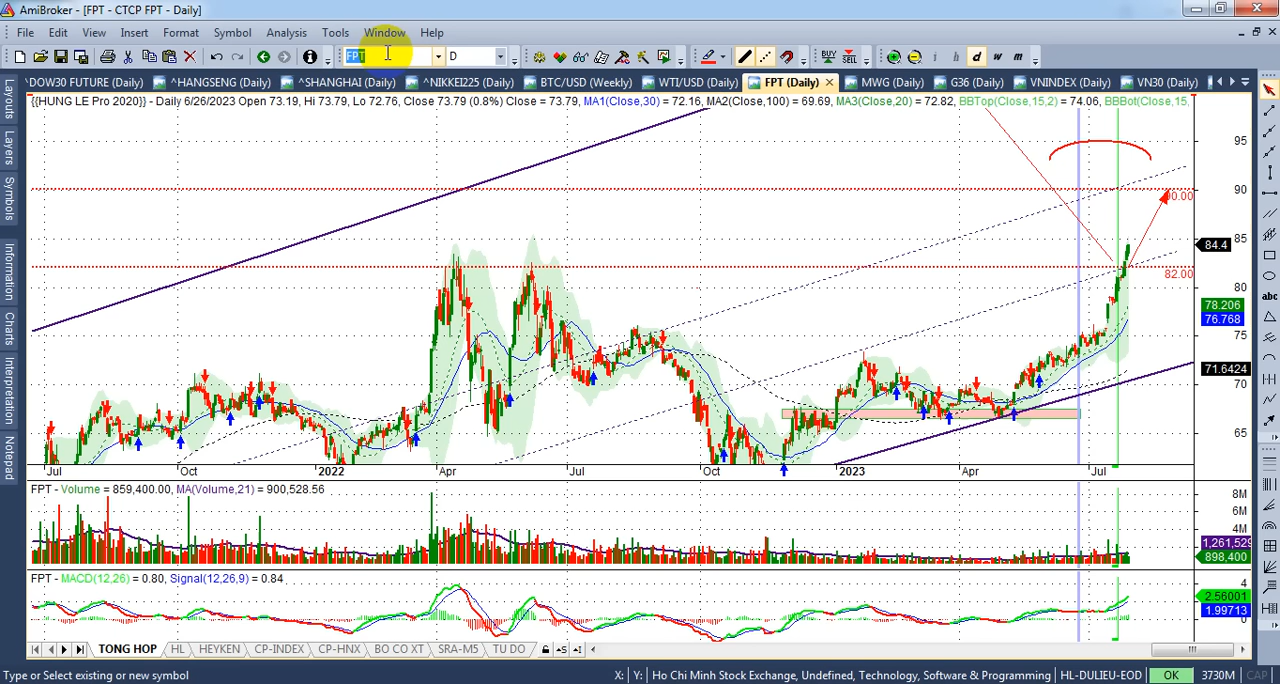 AmiBroker - [FPT - CTCP FPT - Daily]
File Edit View Insert Format Symbol Analysis Tools Window Help
FPT D BUY SELL i h d w m
^DOW30 FUTURE (Daily) ^HANGSENG (Daily) ^SHANGHAI (Daily) ^NIKKEI225 (Daily) BTC/USD (Weekly) WTI/USD (Daily) FPT (Daily) MWG (Daily) G36 (Daily) VNINDEX (Daily) VN30 (Daily)
{{HUNG LE Pro 2020}} - Daily 6/26/2023 Open 73.19, Hi 73.79, Lo 72.76, Close 73.79 (0.8%) Close = 73.79, MA1(Close,30) = 72.16, MA2(Close,100) = 69.69, MA3(Close,20) = 72.82, BBTop(Close,15,2) = 74.06, BBBot(Close,15,
Layouts
Layers
Symbols
Information
Charts
Interpretation
Notepad
95
90
90.00
85
84.4
82.00
80
78.206
76.768
75
71.6424
70
65
Jul Oct 2022 Apr Jul Oct 2023 Apr Jul
FPT - Volume = 859,400.00, MA(Volume,21) = 900,528.56
8M
6M
4M
1,261,529
898,400
FPT - MACD(12,26) = 0.80, Signal(12,26,9) = 0.84
4
2.56001
1.99713
0
TONG HOP HL HEYKEN CP-INDEX CP-HNX BO CO XT SRA-M5 TU DO
abc
Type or Select existing or new symbol X: Y: Ho Chi Minh Stock Exchange, Undefined, Technology, Software & Programming HL-DULIEU-EOD OK 3730M CAP